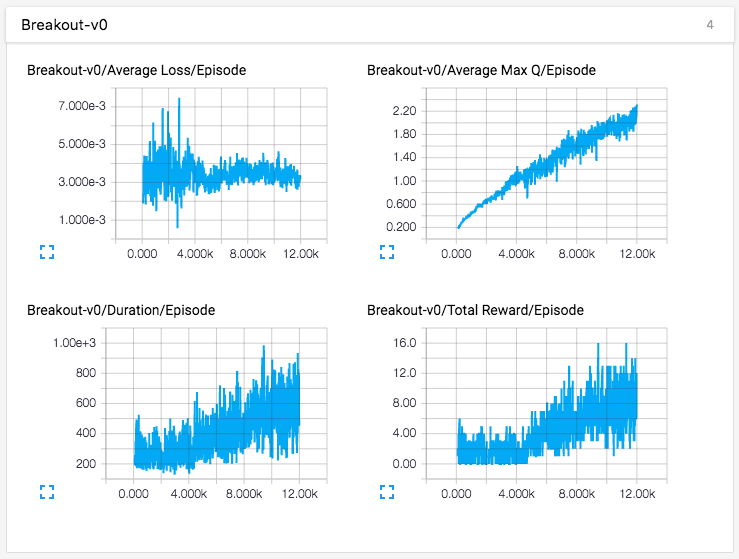 Breakout-v0 4
Breakout-v0/Average Loss/Episode
7.000e-3
5.000e-3
3.000e-3
1.000e-3
0.000 4.000k 8.000k 12.00k
Breakout-v0/Average Max Q/Episode
2.20
1.80
1.40
1.00
0.600
0.200
0.000 4.000k 8.000k 12.00k
Breakout-v0/Duration/Episode
1.00e+3
800
600
400
200
0.000 4.000k 8.000k 12.00k
Breakout-v0/Total Reward/Episode
16.0
12.0
8.00
4.00
0.00
0.000 4.000k 8.000k 12.00k